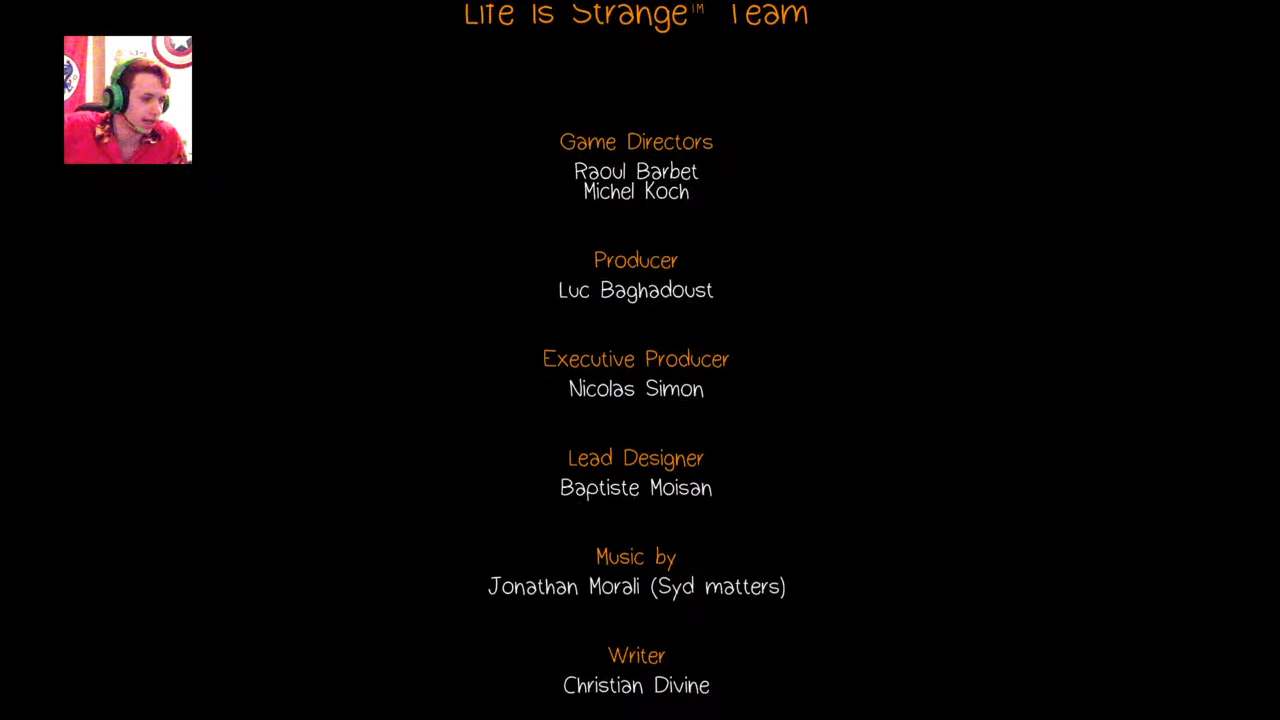 Life Is Strange™ Team
Game Directors
Raoul Barbet
Michel Koch
Producer
Luc Baghadoust
Executive Producer
Nicolas Simon
Lead Designer
Baptiste Moisan
Music by
Jonathan Morali (Syd matters)
Writer
Christian Divine